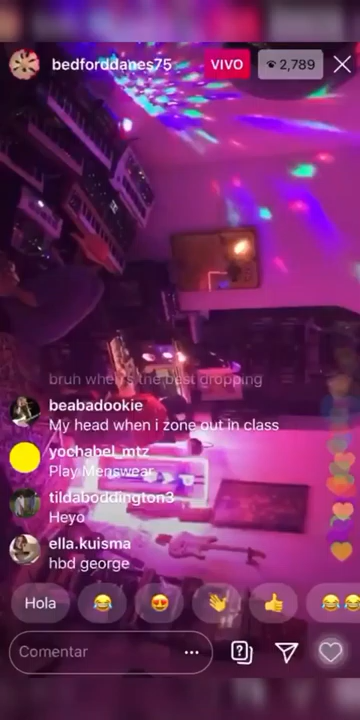 bedforddanes75
VIVO
2,789
bruh when's the past dropping
beabadookie
My head when i zone out in class
yochabel_mtz
Play Menswear
tildaboddington3
Heyo
ella.kuisma
hbd george
Hola
Comentar